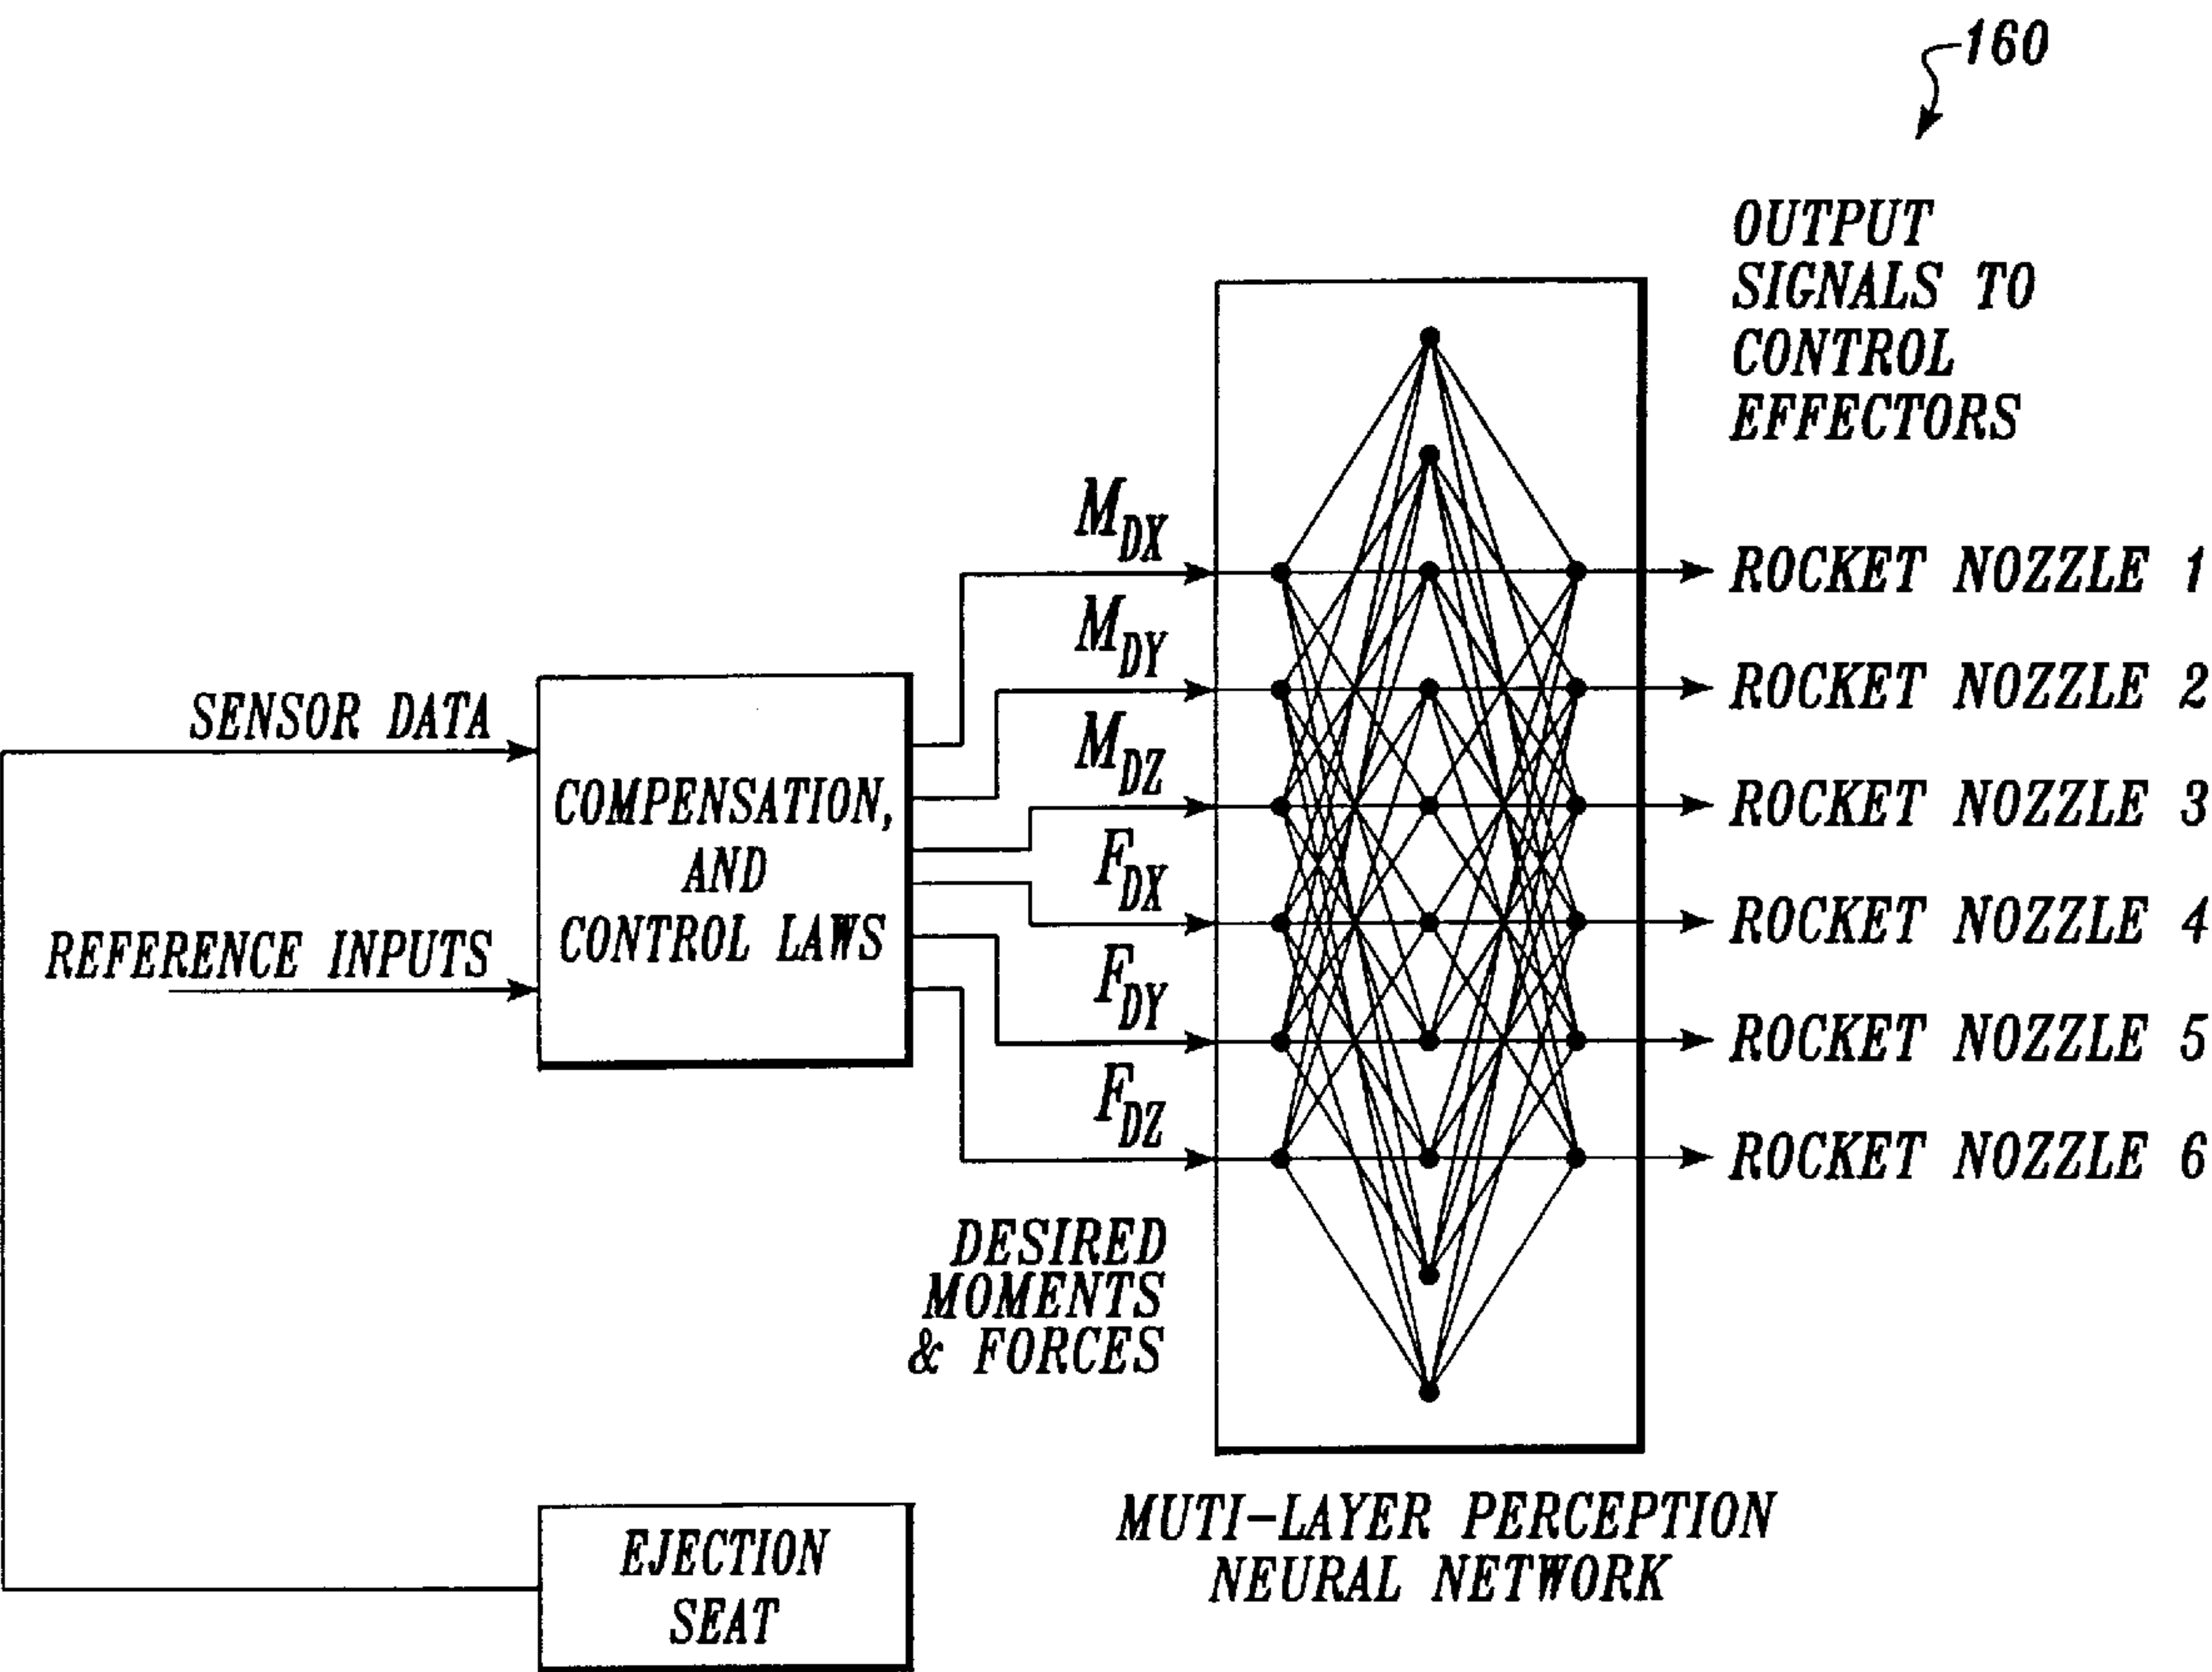 160
OUTPUT
SIGNALS TO
CONTROL
EFFECTORS
SENSOR DATA
REFERENCE INPUTS
COMPENSATION,
AND
CONTROL LAWS
M_DX
M_DY
M_DZ
F_DX
F_DY
F_DZ
DESIRED
MOMENTS
& FORCES
ROCKET NOZZLE 1
ROCKET NOZZLE 2
ROCKET NOZZLE 3
ROCKET NOZZLE 4
ROCKET NOZZLE 5
ROCKET NOZZLE 6
MUTI-LAYER PERCEPTION
NEURAL NETWORK
EJECTION
SEAT